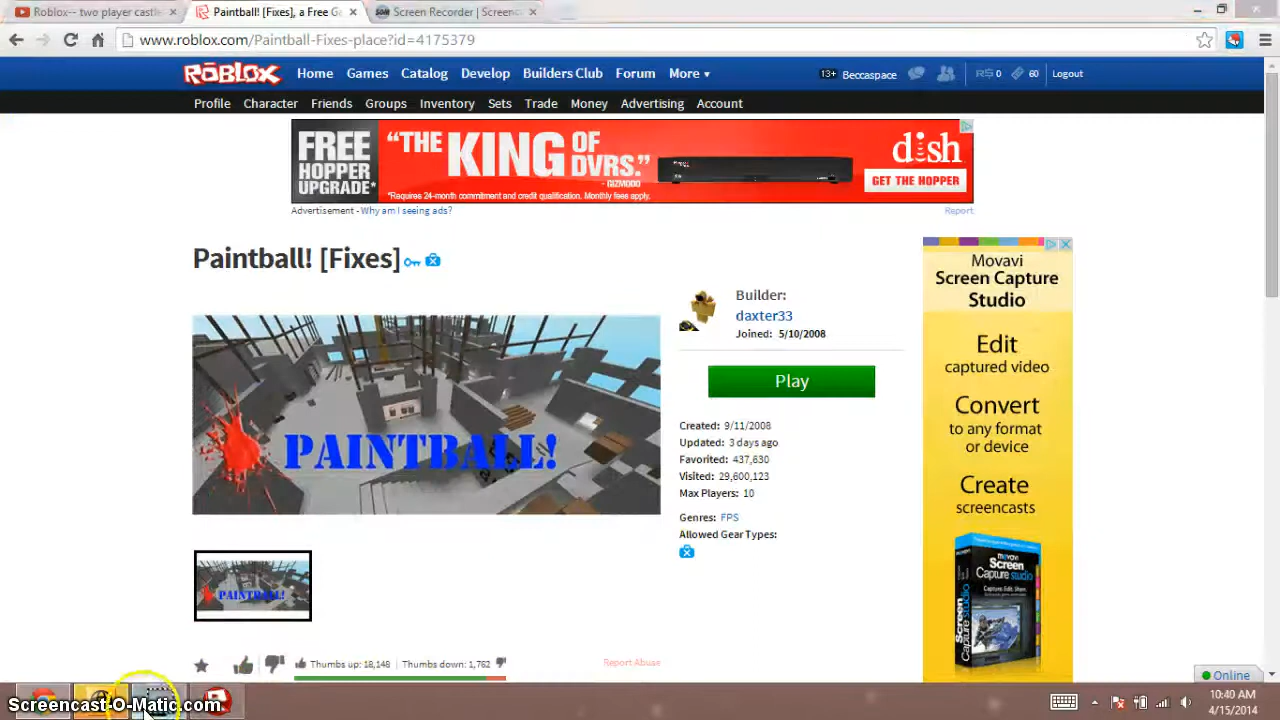 Roblox-- two player castle
Paintball! [Fixes], a Free G
Screen Recorder | Screenc
www.roblox.com/Paintball-Fixes-place?id=4175379
ROBLOX Home Games Catalog Develop Builders Club Forum More 13+ Beccaspace R$ 0 60 Logout
Profile Character Friends Groups Inventory Sets Trade Money Advertising Account
FREE HOPPER UPGRADE*
“THE KING OF DVRS.”
- GIZMODO
*Requires 24-month commitment and credit qualification. Monthly fees apply.
dish
GET THE HOPPER
Advertisement - Why am I seeing ads? Report
Paintball! [Fixes]
PAINTBALL!
PAINTBALL!
Builder:
daxter33
Joined: 5/10/2008
Play
Created: 9/11/2008
Updated: 3 days ago
Favorited: 437,630
Visited: 29,600,123
Max Players: 10
Genres: FPS
Allowed Gear Types:
Movavi
Screen Capture
Studio
Edit
captured video
Convert
to any format
or device
Create
screencasts
movavi
Screen
Capture
studio
Thumbs up: 18,148 Thumbs down: 1,762 Report Abuse
Online
Screencast-O-Matic.com
10:40 AM
4/15/2014